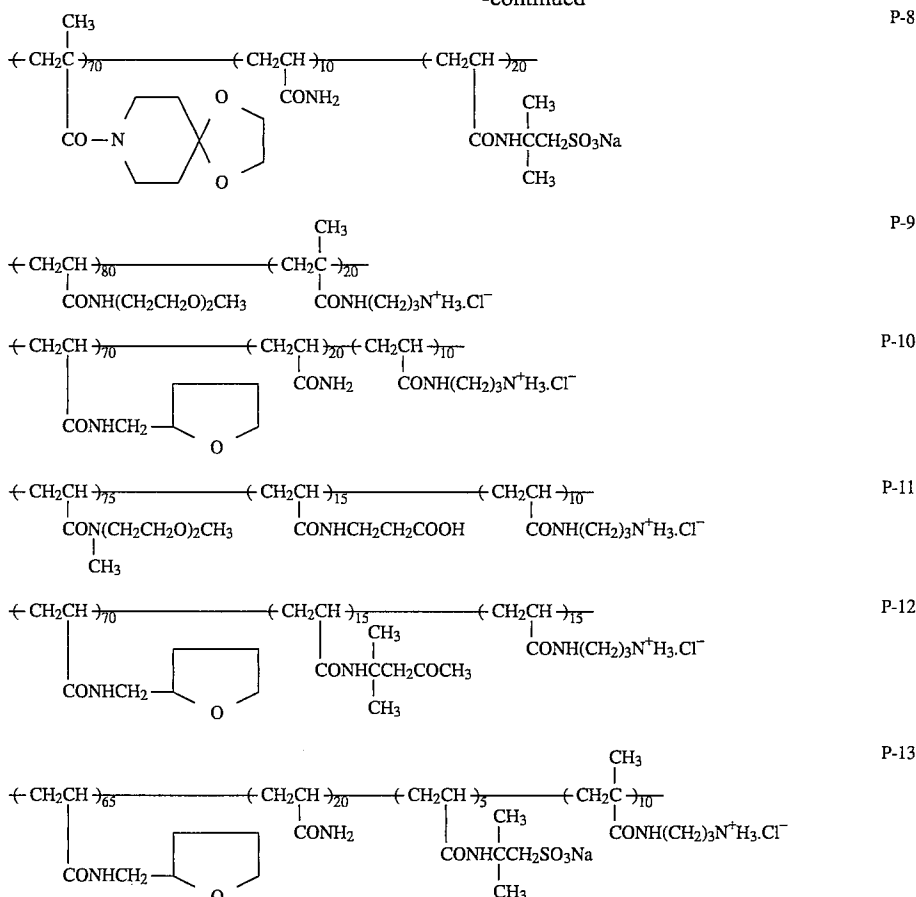 -continued
P-8
CH3
-(-CH2C-)70- -(-CH2CH-)10- -(-CH2CH-)20-
CONH2
CO-N O O
CH3
CONHCCH2SO3Na
CH3
P-9
CH3
-(-CH2CH-)80- -(-CH2C-)20-
CONH(CH2CH2O)2CH3 CONH(CH2)3N+H3.Cl-
P-10
-(-CH2CH-)70- -(-CH2CH-)20- -(-CH2CH-)10-
CONH2 CONH(CH2)3N+H3.Cl-
CONHCH2 O
P-11
-(-CH2CH-)75- -(-CH2CH-)15- -(-CH2CH-)10-
CON(CH2CH2O)2CH3 CONHCH2CH2COOH CONH(CH2)3N+H3.Cl-
CH3
P-12
-(-CH2CH-)70- -(-CH2CH-)15- -(-CH2CH-)15-
CH3 CONH(CH2)3N+H3.Cl-
CONHCH2 O CONHCCH2COCH3
CH3
P-13
CH3
-(-CH2CH-)65- -(-CH2CH-)20- -(-CH2CH-)5- -(-CH2C-)10-
CONH2 CH3 CONH(CH2)3N+H3.Cl-
CONHCH2 O CONHCCH2SO3Na
CH3